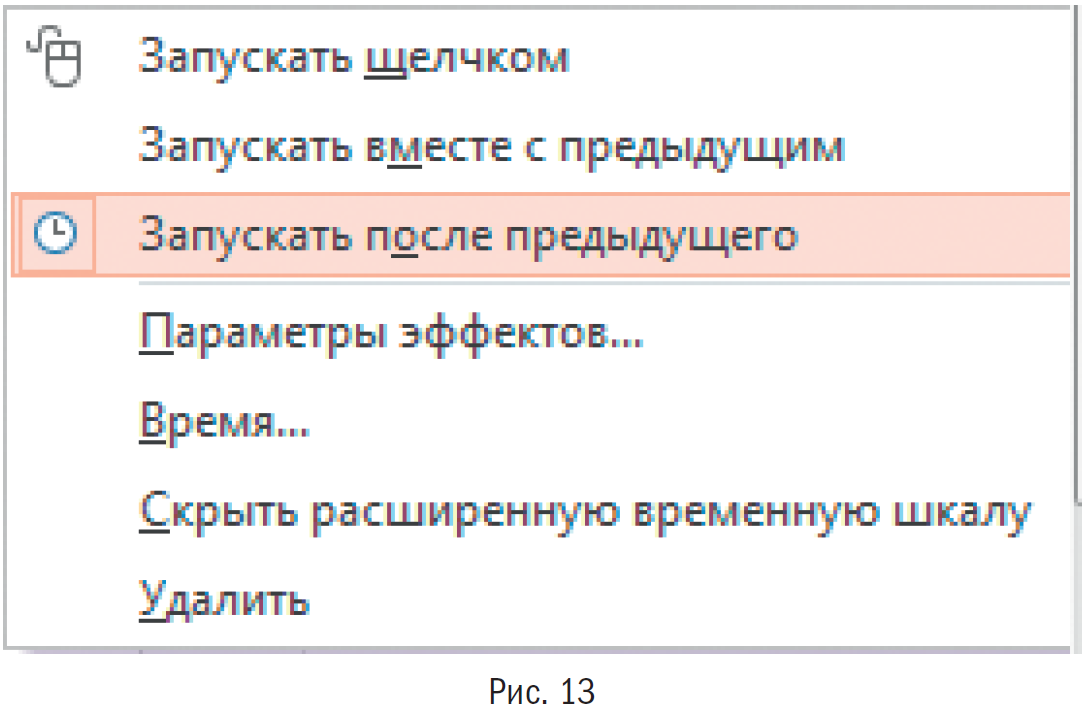 Запускать щелчком
Запускать вместе с предыдущим
Запускать после предыдущего
Параметры эффектов...
Время...
Скрыть расширенную временную шкалу
Удалить
Рис. 13